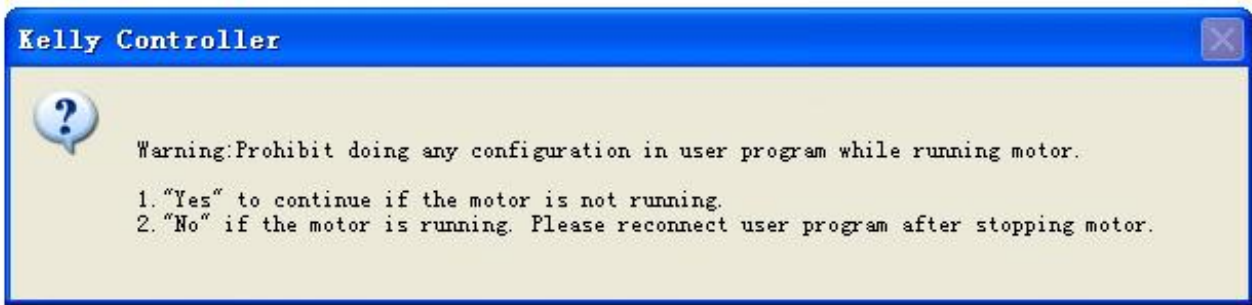 Kelly Controller
Warning:Prohibit doing any configuration in user program while running motor.
1."Yes" to continue if the motor is not running.
2."No" if the motor is running. Please reconnect user program after stopping motor.